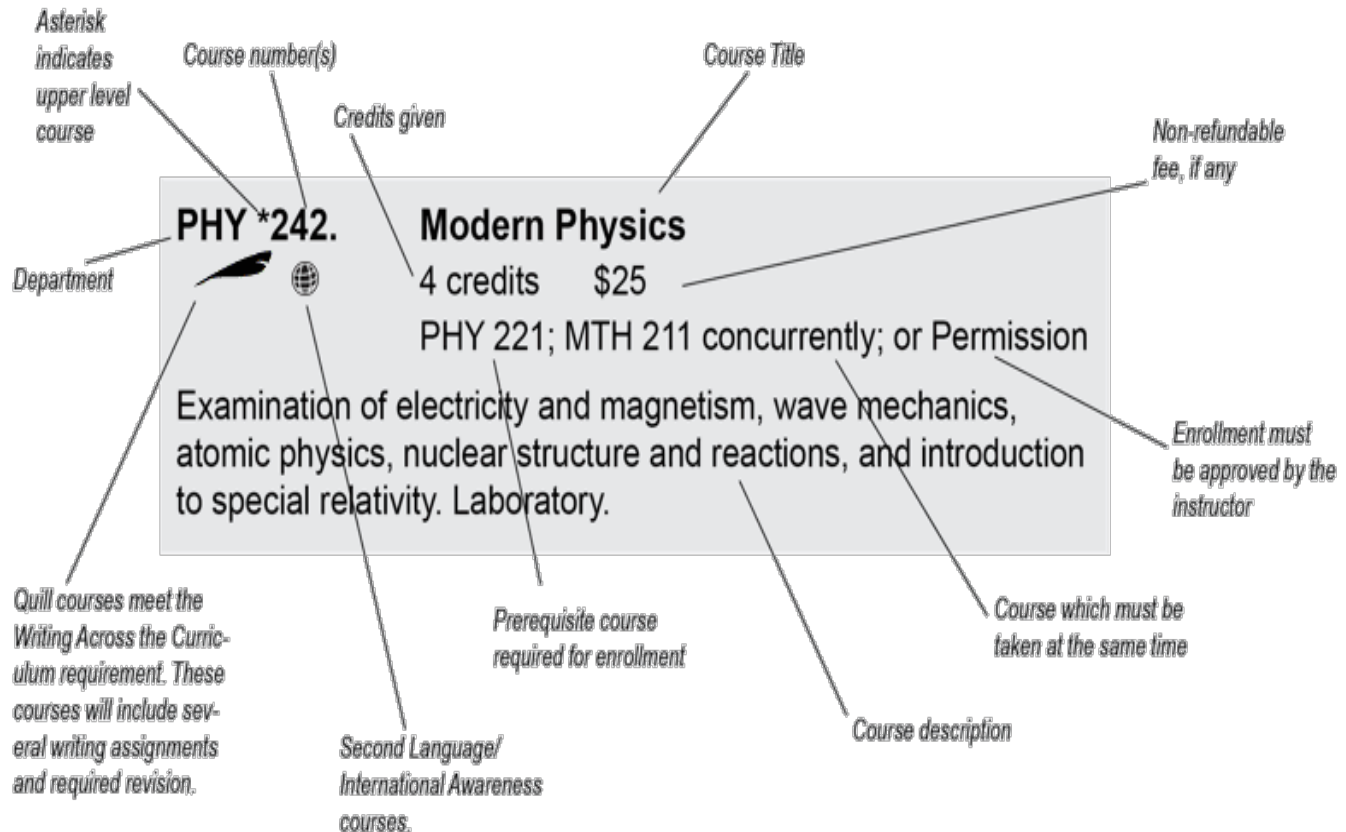 Asterisk
indicates
upper level
course
Course number(s)
Credits given
Course Title
Non-refundable
fee, if any
Department
PHY *242. Modern Physics
4 credits $25
PHY 221; MTH 211 concurrently; or Permission
Examination of electricity and magnetism, wave mechanics,
atomic physics, nuclear structure and reactions, and introduction
to special relativity. Laboratory.
Enrollment must
be approved by the
instructor
Quill courses meet the
Writing Across the Curric-
ulum requirement. These
courses will include sev-
eral writing assignments
and required revision.
Second Language/
International Awareness
courses.
Prerequisite course
required for enrollment
Course description
Course which must be
taken at the same time